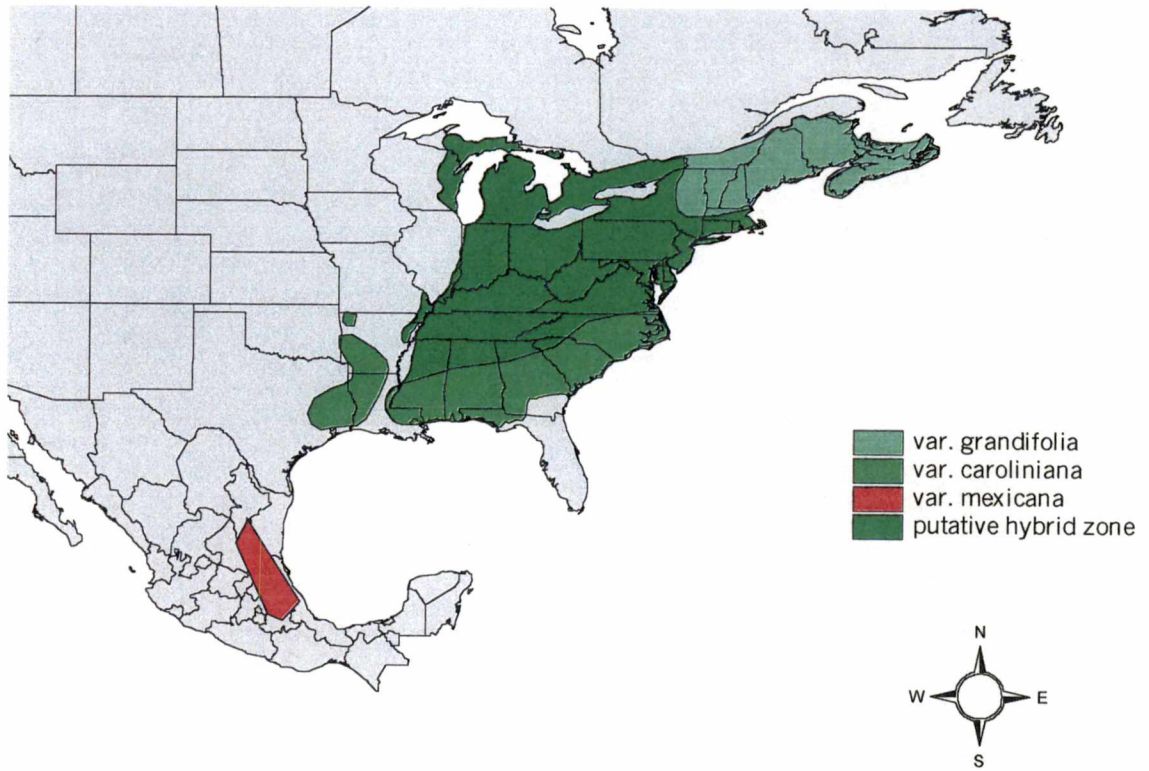 var. grandifolia
var. caroliniana
var. mexicana
putative hybrid zone
N
W
E
S